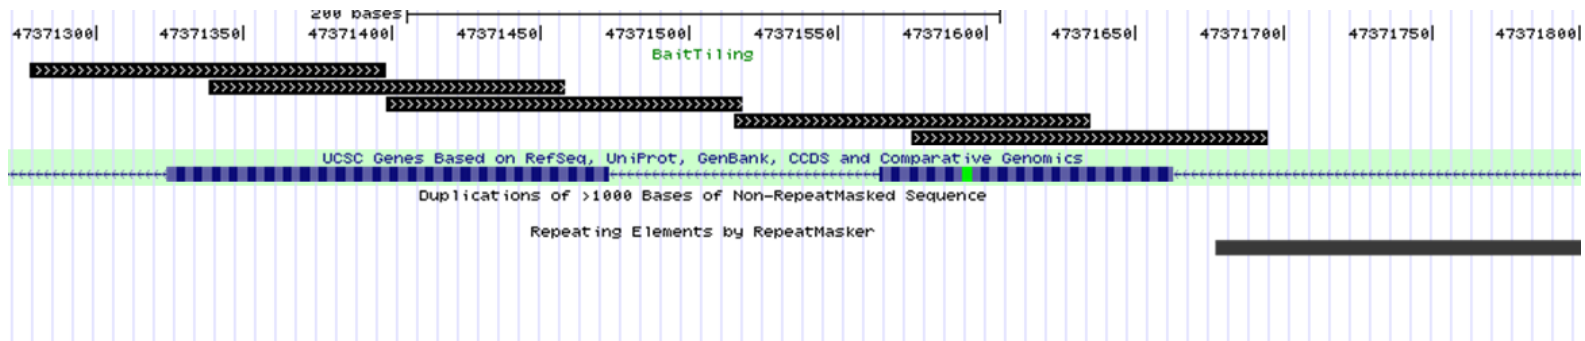 200 bases
47371300| 47371350| 47371400| 47371450| 47371500| 47371550| 47371600| 47371650| 47371700| 47371750| 47371800|
BaitTiling
UCSC Genes Based on RefSeq, UniProt, GenBank, CCDS and Comparative Genomics
Duplications of >1000 Bases of Non-RepeatMasked Sequence
Repeating Elements by RepeatMasker